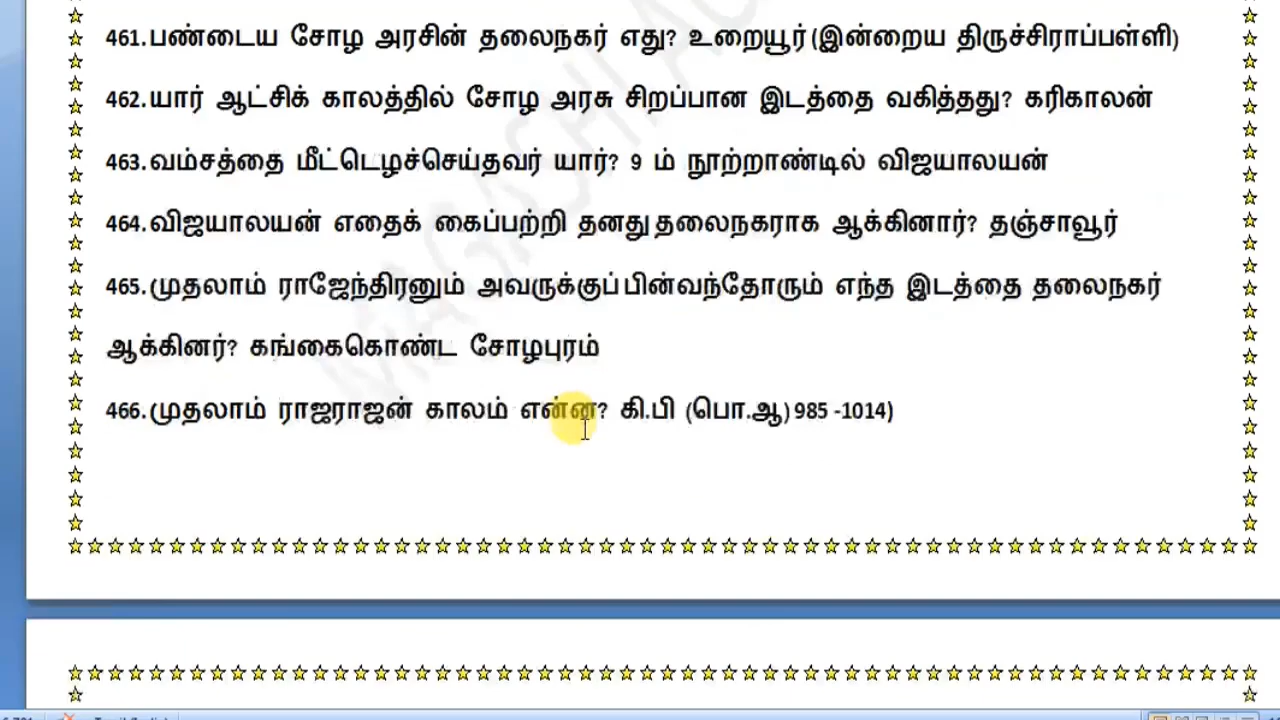 461.பண்டைய சோழ அரசின் தலைநகர் எது? உறையூர்(இன்றைய திருச்சிராப்பள்ளி)
462.யார் ஆட்சிக் காலத்தில் சோழ அரசு சிறப்பான இடத்தை வகித்தது? கரிகாலன்
463.வம்சத்தை மீட்டெழச்செய்தவர் யார்? 9 ம் நூற்றாண்டில் விஜயாலயன்
464.விஜயாலயன் எதைக் கைப்பற்றி தனது தலைநகராக ஆக்கினார்? தஞ்சாவூர்
465.முதலாம் ராஜேந்திரனும் அவருக்குப் பின்வந்தோரும் எந்த இடத்தை தலைநகர்
ஆக்கினர்? கங்கைகொண்ட சோழபுரம்
466.முதலாம் ராஜராஜன் காலம் என்ன? கி.பி (பொ.ஆ) 985 -1014)